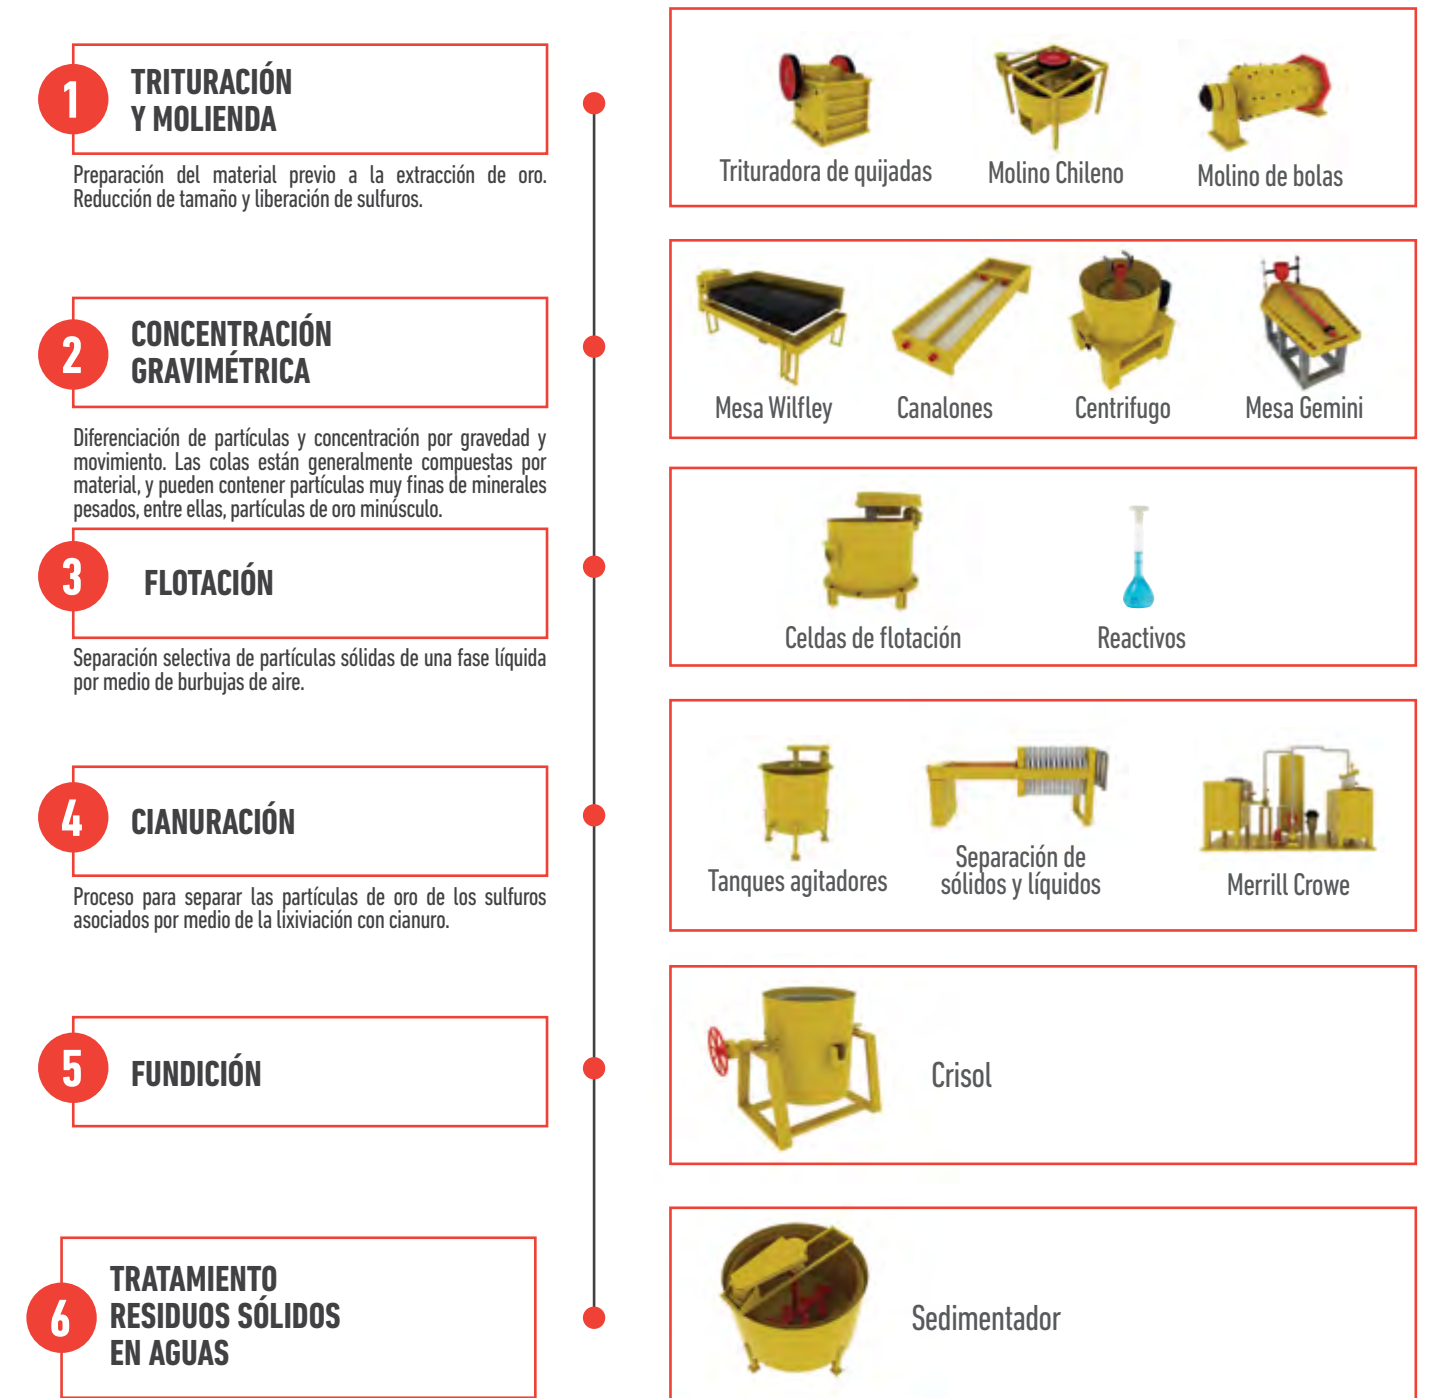 1
TRITURACIÓN
Y MOLIENDA
Preparación del material previo a la extracción de oro.
Reducción de tamaño y liberación de sulfuros.
Trituradora de quijadas
Molino Chileno
Molino de bolas
2
CONCENTRACIÓN
GRAVIMÉTRICA
Diferenciación de partículas y concentración por gravedad y
movimiento. Las colas están generalmente compuestas por
material, y pueden contener partículas muy finas de minerales
pesados, entre ellas, partículas de oro minúsculo.
Mesa Wilfley
Canalones
Centrifugo
Mesa Gemini
3
FLOTACIÓN
Separación selectiva de partículas sólidas de una fase líquida
por medio de burbujas de aire.
Celdas de flotación
Reactivos
4
CIANURACIÓN
Proceso para separar las partículas de oro de los sulfuros
asociados por medio de la lixiviación con cianuro.
Tanques agitadores
Separación de
sólidos y líquidos
Merrill Crowe
5
FUNDICIÓN
Crisol
6
TRATAMIENTO
RESIDUOS SÓLIDOS
EN AGUAS
Sedimentador